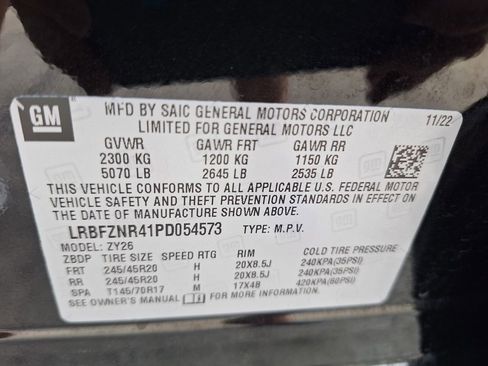 GM
MFD BY SAIC GENERAL MOTORS CORPORATION
LIMITED FOR GENERAL MOTORS LLC
11/22
GVWR GAWR FRT GAWR RR
2300 KG 1200 KG 1150 KG
5070 LB 2645 LB 2535 LB
THIS VEHICLE CONFORMS TO ALL APPLICABLE U.S. FEDERAL MOTOR
VEHICLE SAFETY AND THEFT PREVENTION STANDARDS IN EFFECT ON
THE DATE OF MANUFACTURE SHOWN ABOVE.
LRBFZNR41PD054573 TYPE: M.P.V.
MODEL: ZY26
ZBDP TIRE SIZE SPEED RTG RIM COLD TIRE PRESSURE
FRT 245/45R20 H 20X8.5J 240KPA(35PSI)
RR 245/45R20 H 20X8.5J 240KPA(35PSI)
SPA T145/70R17 M 17X4B 420KPA(60PSI)
SEE OWNER'S MANUAL FOR MORE INFORMATION.